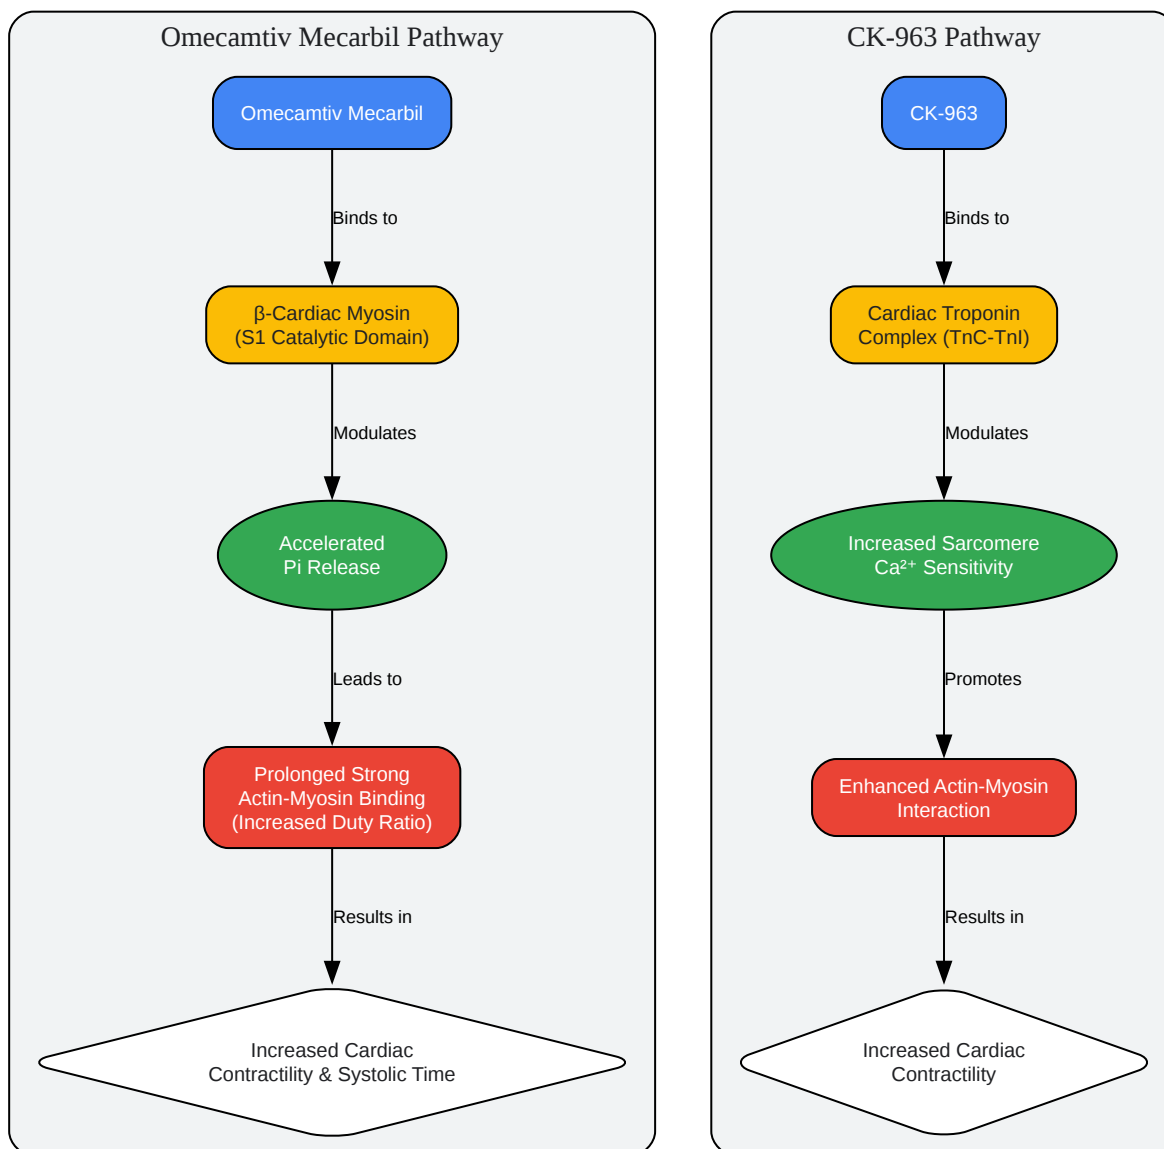 Omecamtiv Mecarbil Pathway
Omecamtiv Mecarbil
Binds to
β-Cardiac Myosin
(S1 Catalytic Domain)
Modulates
Accelerated
Pi Release
Leads to
Prolonged Strong
Actin-Myosin Binding
(Increased Duty Ratio)
Results in
Increased Cardiac
Contractility & Systolic Time
CK-963 Pathway
CK-963
Binds to
Cardiac Troponin
Complex (TnC-TnI)
Modulates
Increased Sarcomere
Ca²⁺ Sensitivity
Promotes
Enhanced Actin-Myosin
Interaction
Results in
Increased Cardiac
Contractility